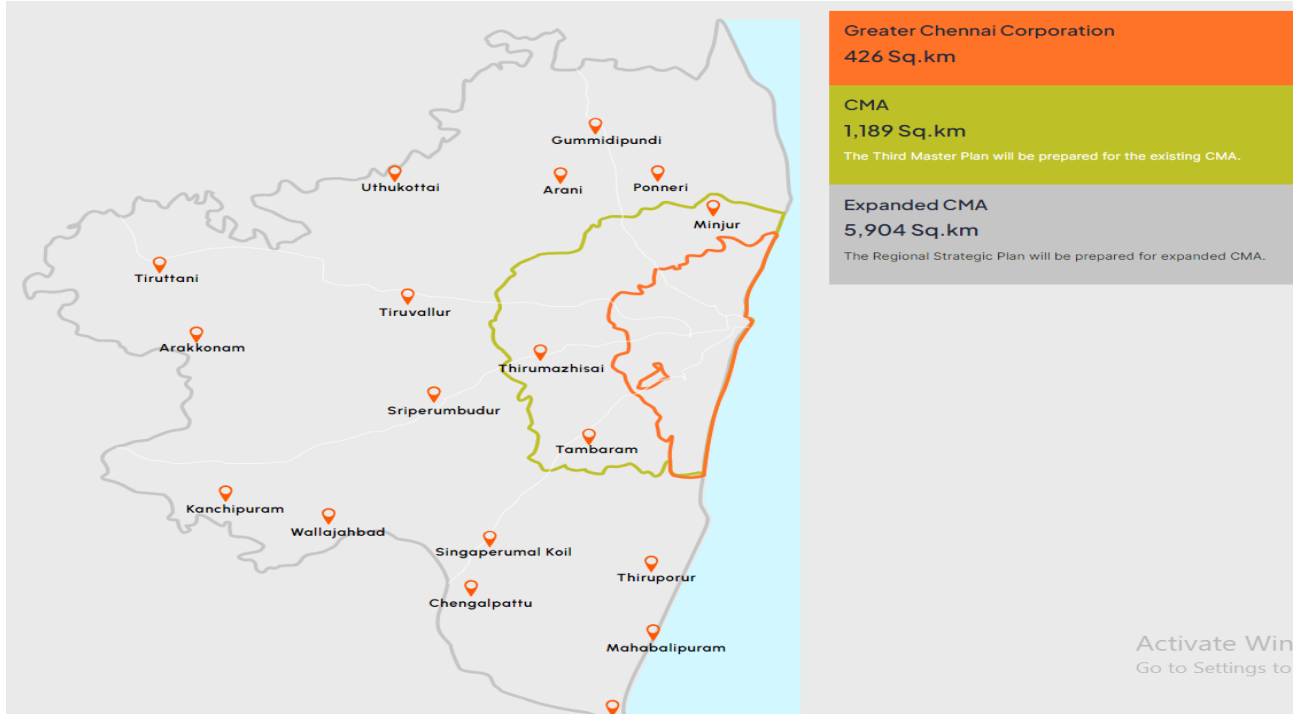 Greater Chennai Corporation
426 Sq.km
CMA
1,189 Sq.km
The Third Master Plan will be prepared for the existing CMA.
Expanded CMA
5,904 Sq.km
The Regional Strategic Plan will be prepared for expanded CMA.
Gummidipundi
Uthukottai
Arani
Ponneri
Minjur
Tiruttani
Tiruvallur
Arakkonam
Thirumazhisai
Sriperumbudur
Tambaram
Kanchipuram
Wallajahbad
Singaperumal Koil
Thiruporur
Chengalpattu
Mahabalipuram
Activate Win
Go to Settings to